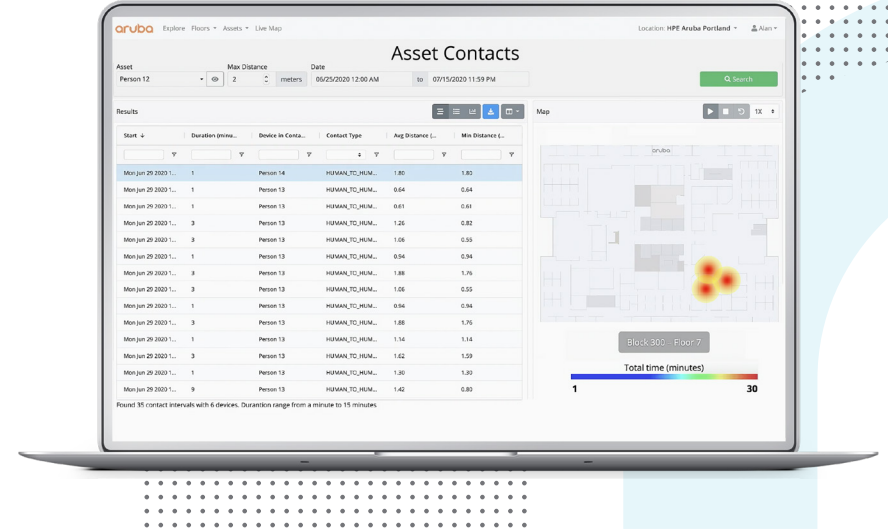 aruba Explore Floors Assets Live Map Location: HPE Aruba Portland Alan
Asset Contacts
Asset Max Distance Date
Person 12 2 meters 06/25/2020 12:00 AM to 07/15/2020 11:59 PM Search
Results Map 1X
Start Duration (minu... Device in Conta... Contact Type Avg Distance (... Min Distance (...
aruba
Mon Jun 29 2020 1... 1 Person 14 HUMAN_TO_HUM... 1.80 1.80
Mon Jun 29 2020 1... 1 Person 13 HUMAN_TO_HUM... 0.64 0.64
Mon Jun 29 2020 1... 1 Person 13 HUMAN_TO_HUM... 0.61 0.61
Mon Jun 29 2020 1... 3 Person 13 HUMAN_TO_HUM... 1.26 0.82
Mon Jun 29 2020 1... 3 Person 13 HUMAN_TO_HUM... 1.06 0.55
Mon Jun 29 2020 1... 1 Person 13 HUMAN_TO_HUM... 0.94 0.94
Mon Jun 29 2020 1... 3 Person 13 HUMAN_TO_HUM... 1.88 1.76
Mon Jun 29 2020 1... 3 Person 13 HUMAN_TO_HUM... 1.06 0.55
Mon Jun 29 2020 1... 1 Person 13 HUMAN_TO_HUM... 0.94 0.94
Mon Jun 29 2020 1... 3 Person 13 HUMAN_TO_HUM... 1.88 1.76
Mon Jun 29 2020 1... 1 Person 13 HUMAN_TO_HUM... 1.14 1.14
Mon Jun 29 2020 1... 3 Person 13 HUMAN_TO_HUM... 1.62 1.59
Mon Jun 29 2020 1... 1 Person 13 HUMAN_TO_HUM... 1.30 1.30
Mon Jun 29 2020 1... 9 Person 13 HUMAN_TO_HUM... 1.42 0.80
Block 300 – Floor 7
Total time (minutes)
1 30
Found 35 contact intervals with 6 devices. Durantion range from a minute to 15 minutes